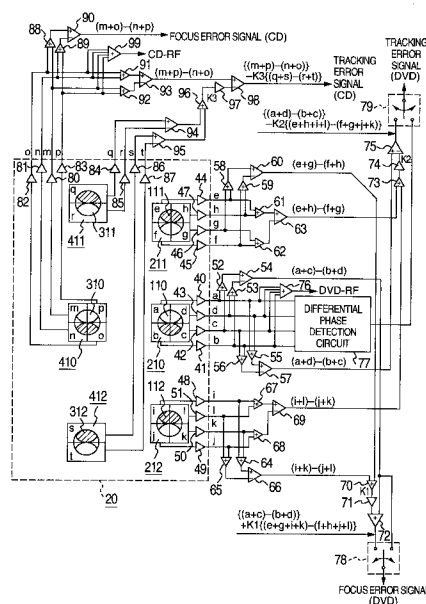 90
(m+o)−(n+p)
FOCUS ERROR SIGNAL (CD)
88
89
99
CD-RF
91
(m+p)−(n+o)
92
93
{(m+p)−(n+o)}
−K3{(q+s)−(r+t)}
TRACKING
ERROR
SIGNAL
(CD)
TRACKING
ERROR SIGNAL
(DVD)
96
K3
97
98
79
94
95
{(a+d)−(b+c)}
−K2{(e+h+i+l)−(f+g+j+k)}
75
K2
74
73
o n m p q r s t
81
83
84
86
82
80
85
87
q
r
311
411
111
47
44
e
h
f
g
211
46
45
e
h
g
f
58
59
60
(e+g)−(f+h)
61
62
63
(e+h)−(f+g)
310
m
p
n
o
410
110
43
40
a
d
b
c
210
42
41
a
d
c
b
52
53
54
(a+c)−(b+d)
76
DVD-RF
DIFFERENTIAL
PHASE
DETECTION
CIRCUIT
77
56
55
57
(a+d)−(b+c)
312
412
s
t
112
51
48
i
l
j
k
212
50
49
i
l
k
j
67
68
69
(i+l)−(j+k)
64
65
66
(i+k)−(j+l)
20
70
K1
71
72
{(a+c)−(b+d)}
+K1{(e+g+i+k)−(f+h+j+l)}
78
FOCUS ERROR SIGNAL
(DVD)